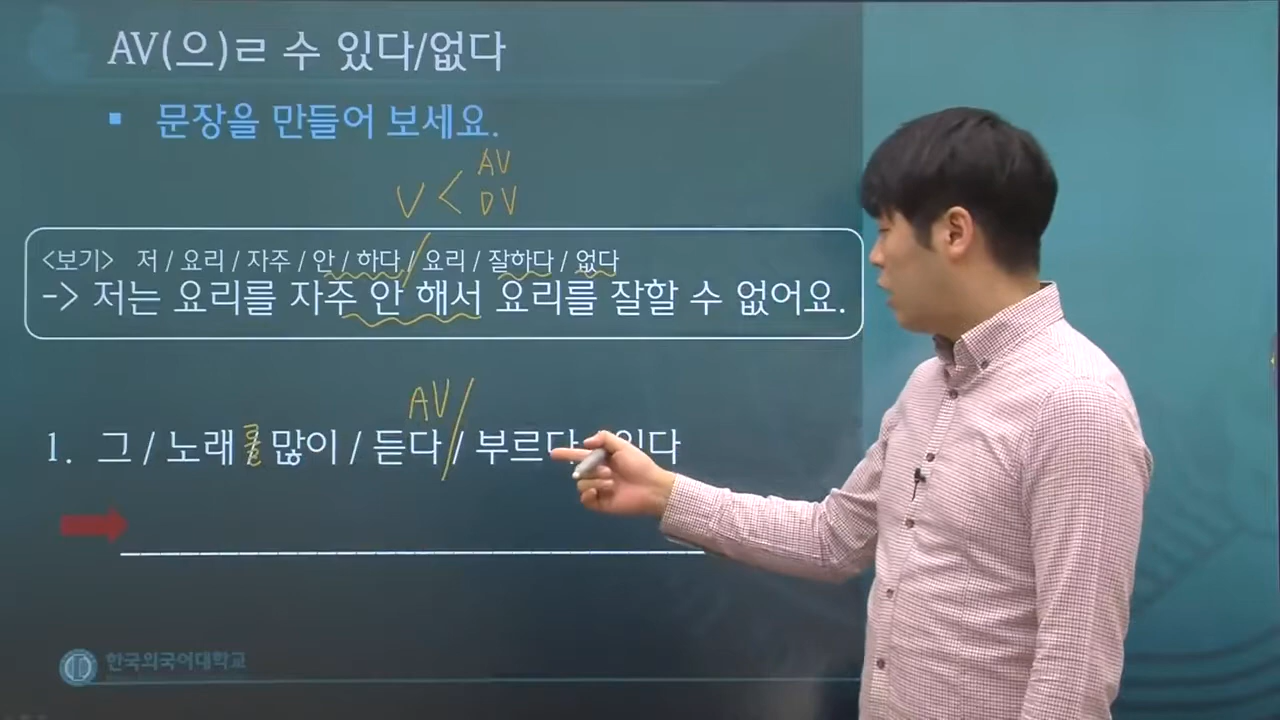 AV(으)ㄹ 수 있다/없다
▪ 문장을 만들어 보세요.
AV
V < DV
<보기> 저 / 요리 / 자주 / 안 / 하다 / 요리 / 잘하다 / 없다
-> 저는 요리를 자주 안 해서 요리를 잘할 수 없어요.
AV
1. 그 / 노래를 많이 / 듣다 / 부르다 있다
한국외국어대학교